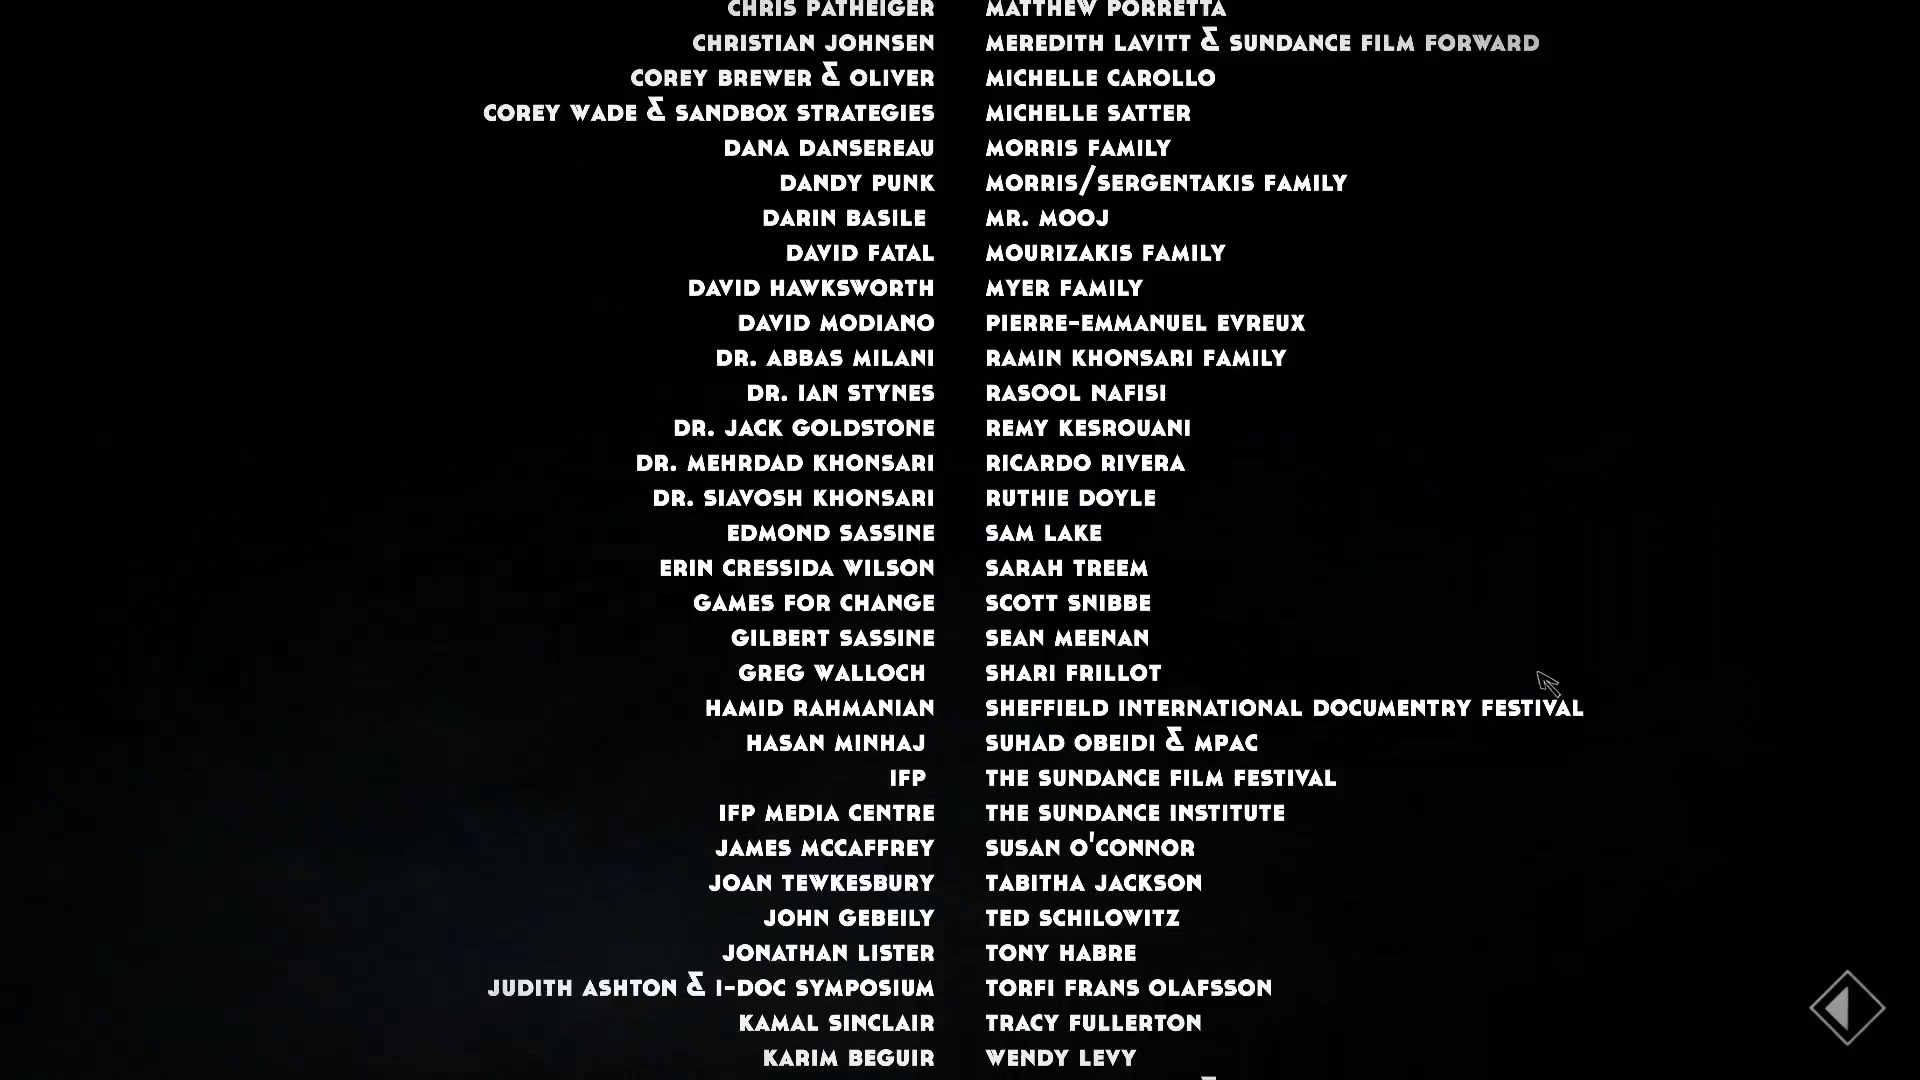 CHRIS PATHEIGER
CHRISTIAN JOHNSEN
COREY BREWER & OLIVER
COREY WADE & SANDBOX STRATEGIES
DANA DANSEREAU
DANDY PUNK
DARIN BASILE
DAVID FATAL
DAVID HAWKSWORTH
DAVID MODIANO
DR. ABBAS MILANI
DR. IAN STYNES
DR. JACK GOLDSTONE
DR. MEHRDAD KHONSARI
DR. SIAVOSH KHONSARI
EDMOND SASSINE
ERIN CRESSIDA WILSON
GAMES FOR CHANGE
GILBERT SASSINE
GREG WALLOCH
HAMID RAHMANIAN
HASAN MINHAJ
IFP
IFP MEDIA CENTRE
JAMES MCCAFFREY
JOAN TEWKESBURY
JOHN GEBEILY
JONATHAN LISTER
JUDITH ASHTON & I-DOC SYMPOSIUM
KAMAL SINCLAIR
KARIM BEGUIR
MATTHEW PORRETTA
MEREDITH LAVITT & SUNDANCE FILM FORWARD
MICHELLE CAROLLO
MICHELLE SATTER
MORRIS FAMILY
MORRIS/SERGENTAKIS FAMILY
MR. MOOJ
MOURIZAKIS FAMILY
MYER FAMILY
PIERRE-EMMANUEL EVREUX
RAMIN KHONSARI FAMILY
RASOOL NAFISI
REMY KESROUANI
RICARDO RIVERA
RUTHIE DOYLE
SAM LAKE
SARAH TREEM
SCOTT SNIBBE
SEAN MEENAN
SHARI FRILLOT
SHEFFIELD INTERNATIONAL DOCUMENTRY FESTIVAL
SUHAD OBEIDI & MPAC
THE SUNDANCE FILM FESTIVAL
THE SUNDANCE INSTITUTE
SUSAN O'CONNOR
TABITHA JACKSON
TED SCHILOWITZ
TONY HABRE
TORFI FRANS OLAFSSON
TRACY FULLERTON
WENDY LEVY